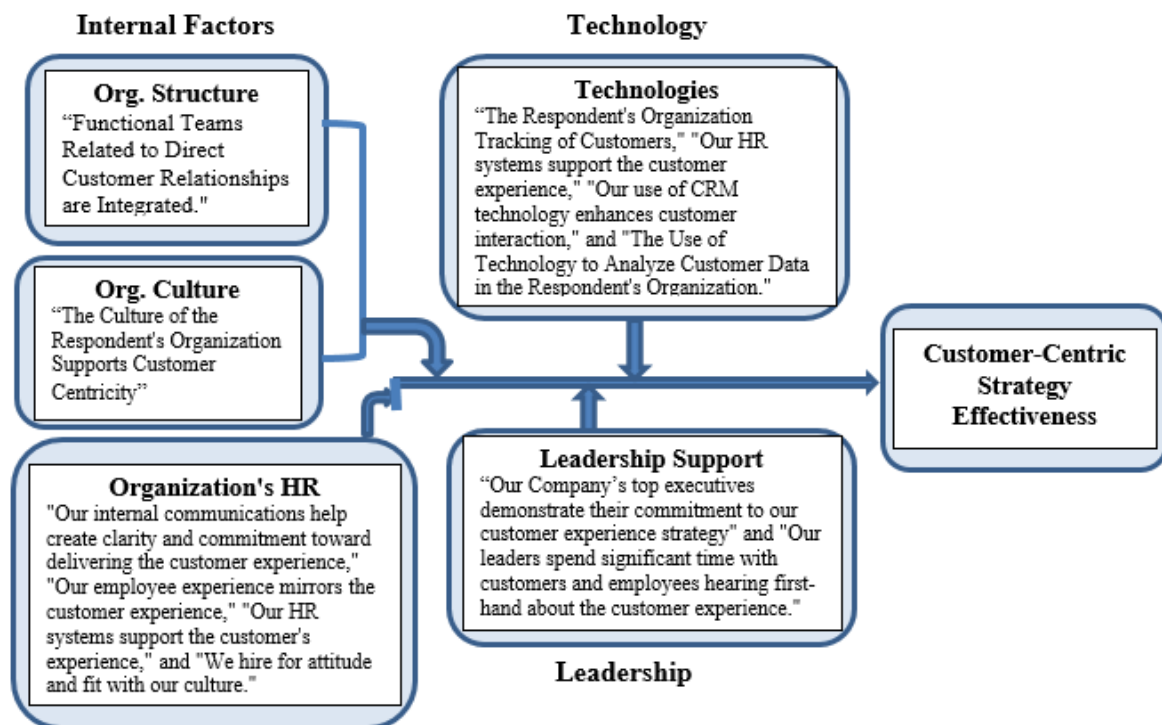 Internal Factors
Org. Structure
“Functional Teams
Related to Direct
Customer Relationships
are Integrated."
Org. Culture
“The Culture of the
Respondent's Organization
Supports Customer
Centricity”
Organization's HR
"Our internal communications help
create clarity and commitment toward
delivering the customer experience,"
"Our employee experience mirrors the
customer experience," "Our HR
systems support the customer's
experience," and "We hire for attitude
and fit with our culture."
Technology
Technologies
“The Respondent's Organization
Tracking of Customers," "Our HR
systems support the customer
experience," "Our use of CRM
technology enhances customer
interaction," and "The Use of
Technology to Analyze Customer Data
in the Respondent's Organization."
Leadership Support
“Our Company’s top executives
demonstrate their commitment to our
customer experience strategy" and "Our
leaders spend significant time with
customers and employees hearing first-
hand about the customer experience."
Leadership
Customer-Centric
Strategy
Effectiveness